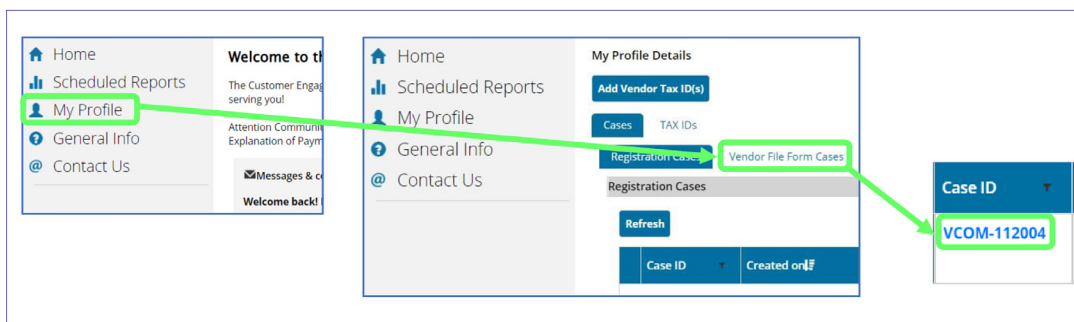 Home
Scheduled Reports
My Profile
General Info
@ Contact Us
Welcome to th
The Customer Engag
serving you!
Attention Communit
Explanation of Paym
Messages & c
Welcome back!
Home
Scheduled Reports
My Profile
General Info
@ Contact Us
My Profile Details
Add Vendor Tax ID(s)
Cases TAX IDs
Registration Cases Vendor File Form Cases
Registration Cases
Refresh
Case ID Created on
Case ID
VCOM-112004